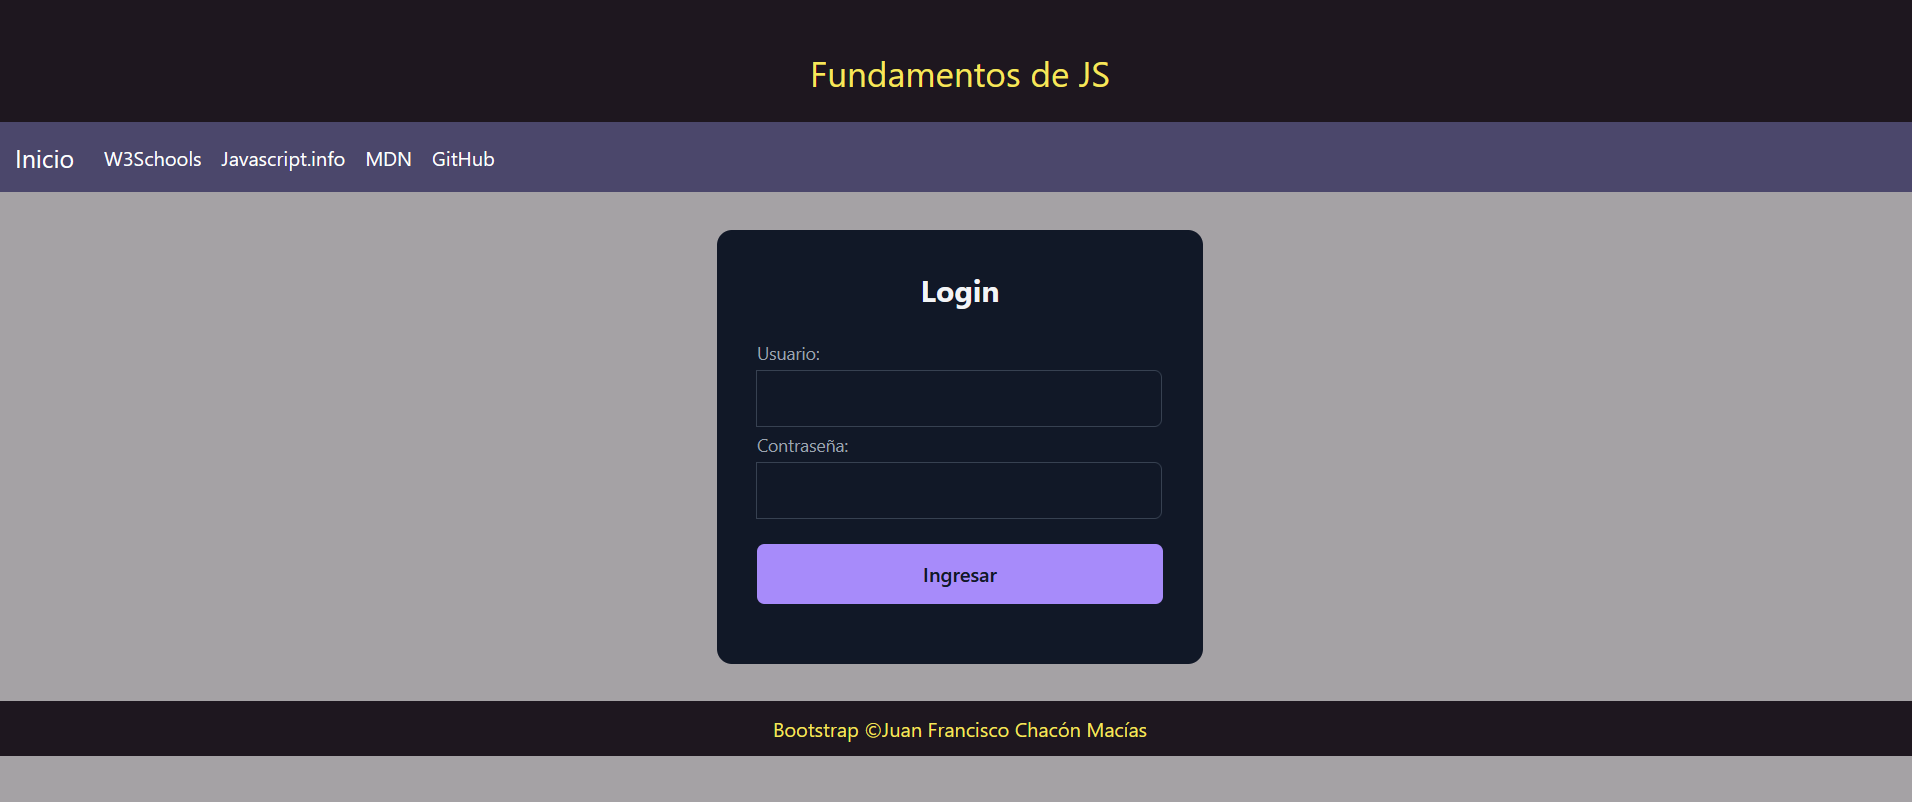 Fundamentos de JS
Inicio W3Schools Javascript.info MDN GitHub
Login
Usuario:
Contraseña:
Ingresar
Bootstrap ©Juan Francisco Chacón Macías